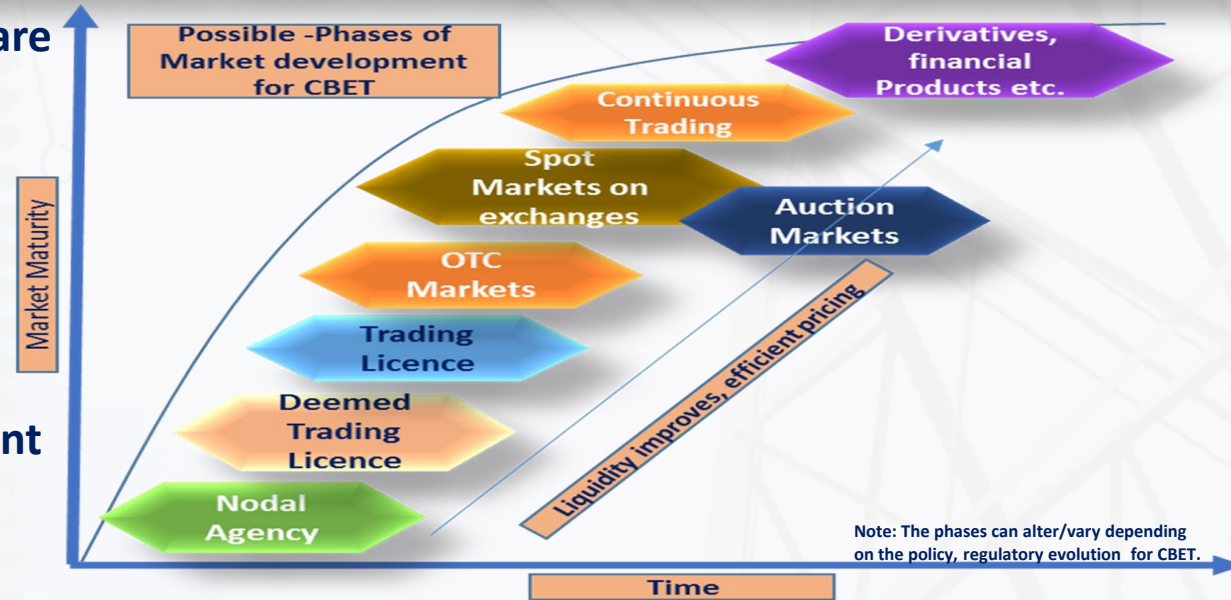 are
Possible -Phases of
Market development
for CBET
Derivatives,
financial
Products etc.
Continuous
Trading
Spot
Markets on
exchanges
Auction
Markets
OTC
Markets
Market Maturity
Trading
Licence
Liquidity improves, efficient pricing
Deemed
Trading
Licence
nt
Nodal
Agency
Note: The phases can alter/vary depending
on the policy, regulatory evolution for CBET.
Time